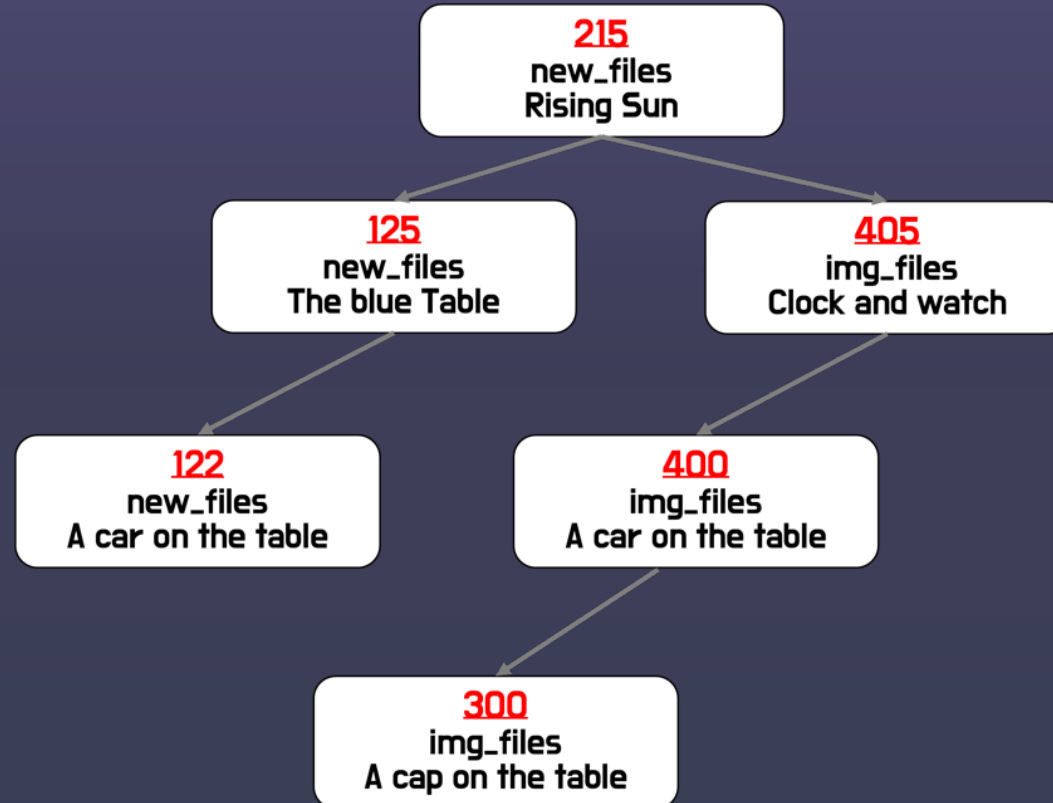 215
new_files
Rising Sun
125
new_files
The blue Table
405
img_files
Clock and watch
122
new_files
A car on the table
400
img_files
A car on the table
300
img_files
A cap on the table